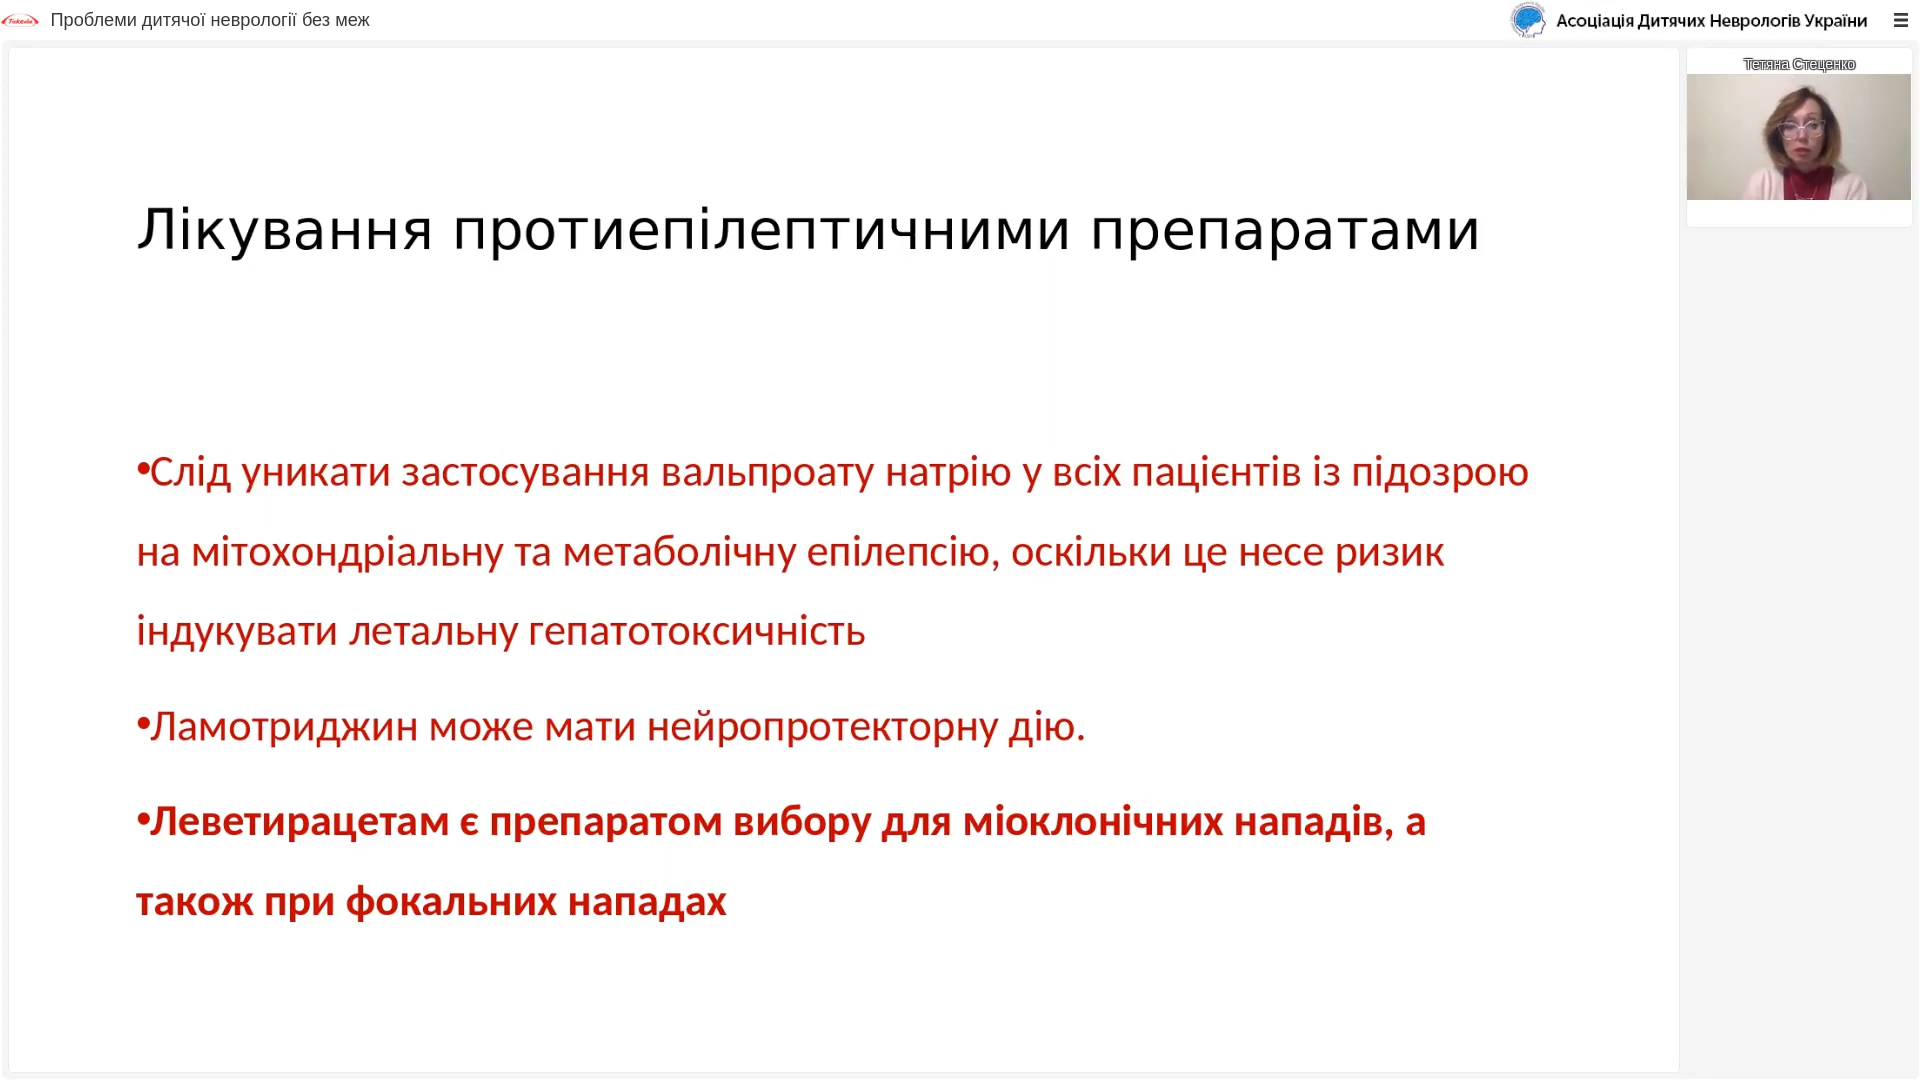 Takeda
Проблеми дитячої неврології без меж
Асоціація Дитячих Неврологів України
Тетяна Стеценко
Лікування протиепілептичними препаратами
•Слід уникати застосування вальпроату натрію у всіх пацієнтів із підозрою
на мітохондріальну та метаболічну епілепсію, оскільки це несе ризик
індукувати летальну гепатотоксичність
•Ламотриджин може мати нейропротекторну дію.
•Леветирацетам є препаратом вибору для міоклонічних нападів, а
також при фокальних нападах